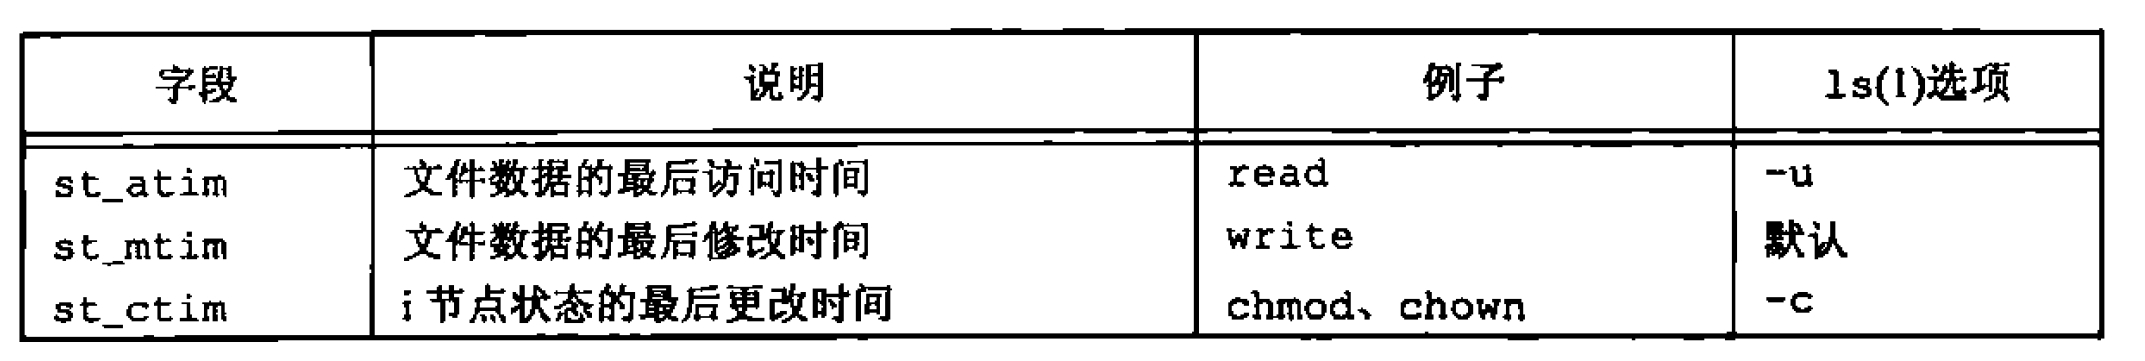 字段 说明 例子 ls(1)选项
st_atim 文件数据的最后访问时间 read -u
st_mtim 文件数据的最后修改时间 write 默认
st_ctim i节点状态的最后更改时间 chmod、chown -c